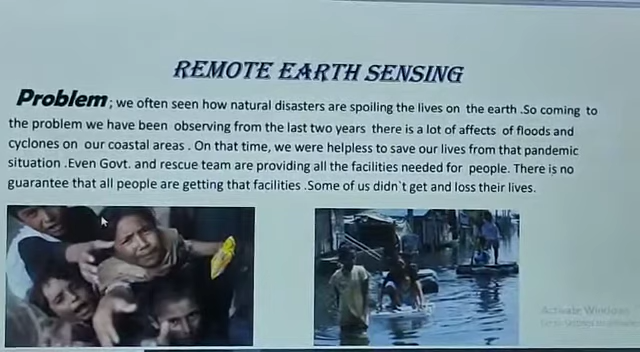 REMOTE EARTH SENSING
Problem ; we often seen how natural disasters are spoiling the lives on the earth .So coming to
the problem we have been observing from the last two years there is a lot of affects of floods and
cyclones on our coastal areas . On that time, we were helpless to save our lives from that pandemic
situation .Even Govt. and rescue team are providing all the facilities needed for people. There is no
guarantee that all people are getting that facilities .Some of us didn`t get and loss their lives.
Activate Windows